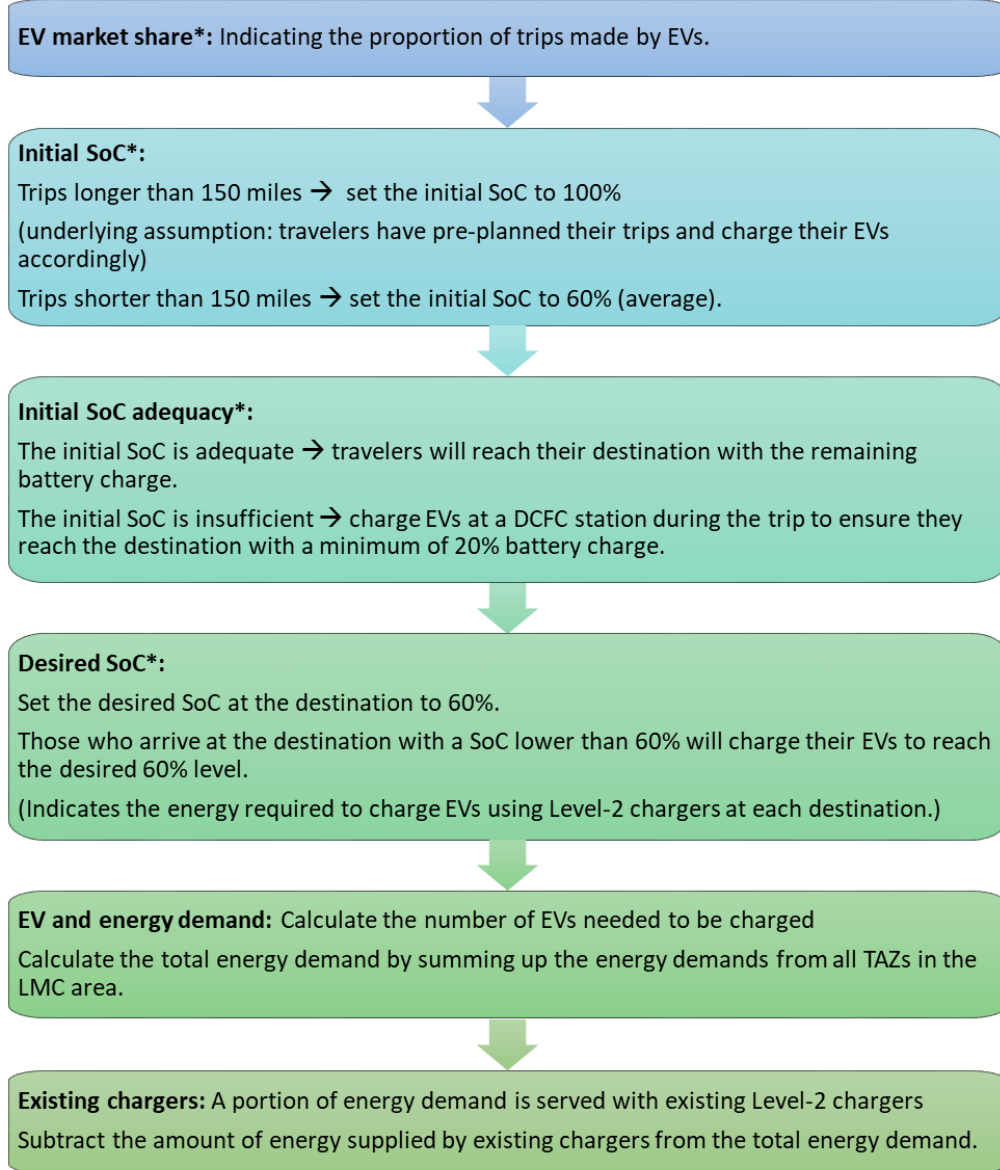 EV market share*: Indicating the proportion of trips made by EVs.
Initial SoC*:
Trips longer than 150 miles → set the initial SoC to 100%
(underlying assumption: travelers have pre-planned their trips and charge their EVs
accordingly)
Trips shorter than 150 miles → set the initial SoC to 60% (average).
Initial SoC adequacy*:
The initial SoC is adequate → travelers will reach their destination with the remaining
battery charge.
The initial SoC is insufficient → charge EVs at a DCFC station during the trip to ensure they
reach the destination with a minimum of 20% battery charge.
Desired SoC*:
Set the desired SoC at the destination to 60%.
Those who arrive at the destination with a SoC lower than 60% will charge their EVs to reach
the desired 60% level.
(Indicates the energy required to charge EVs using Level-2 chargers at each destination.)
EV and energy demand: Calculate the number of EVs needed to be charged
Calculate the total energy demand by summing up the energy demands from all TAZs in the
LMC area.
Existing chargers: A portion of energy demand is served with existing Level-2 chargers
Subtract the amount of energy supplied by existing chargers from the total energy demand.